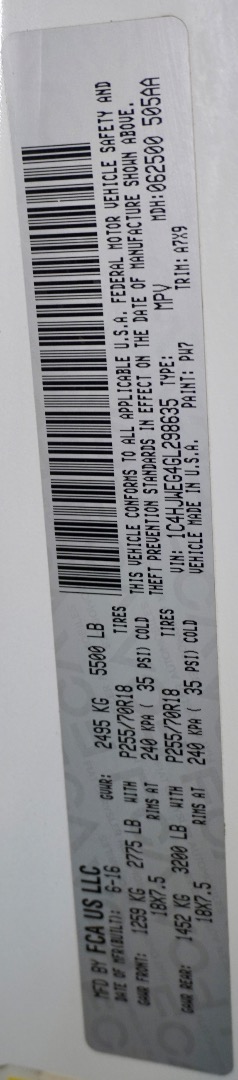 MFD BY FCA US LLC
DATE OF MFR(BUILT): 6-16 GVWR: 2495 KG 5500 LB
GAWR FRONT: 1259 KG 2775 LB WITH P255/70R18 TIRES
18X7.5 RIMS AT 240 KPA ( 35 PSI) COLD
GAWR REAR: 1452 KG 3200 LB WITH P255/70R18 TIRES
18X7.5 RIMS AT 240 KPA ( 35 PSI) COLD
THIS VEHICLE CONFORMS TO ALL APPLICABLE U.S.A. FEDERAL MOTOR VEHICLE SAFETY AND
THEFT PREVENTION STANDARDS IN EFFECT ON THE DATE OF MANUFACTURE SHOWN ABOVE.
VIN: 1C4HJWEG4GL298635 TYPE: MPV MDH:062500 505AA
VEHICLE MADE IN U.S.A. PAINT: PW7 TRIM: A7X9